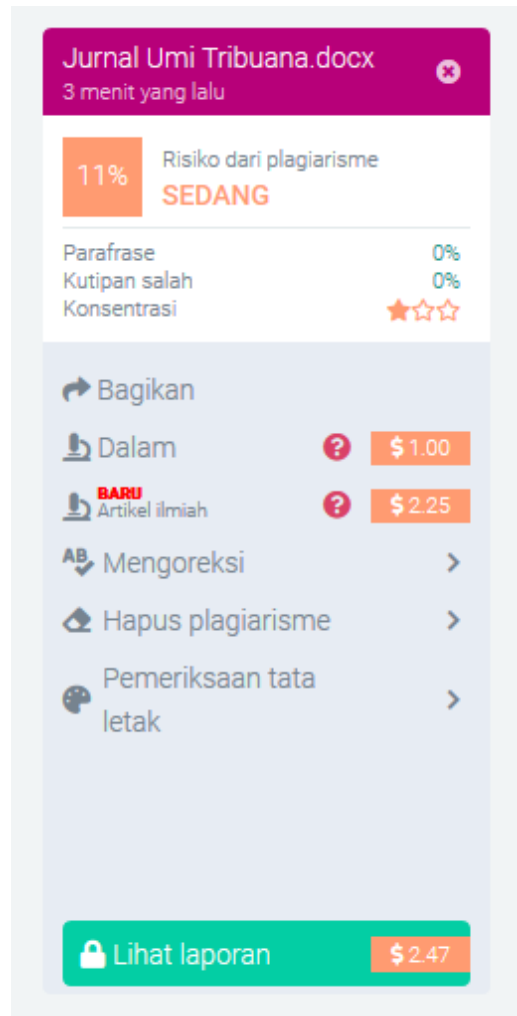 Jurnal Umi Tribuana.docx
3 menit yang lalu
11%
Risiko dari plagiarisme
SEDANG
Parafrase 0%
Kutipan salah 0%
Konsentrasi
Bagikan
Dalam ? $1.00
BARU
Artikel ilmiah ? $2.25
AB Mengoreksi
Hapus plagiarisme
Pemeriksaan tata
letak
Lihat laporan $2.47